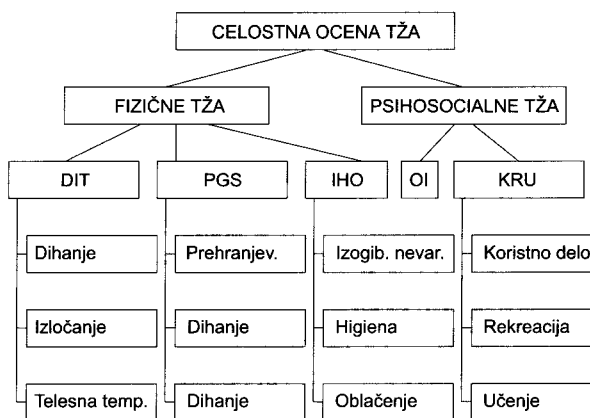 CELOSTNA OCENA TŽA
FIZIČNE TŽA
PSIHOSOCIALNE TŽA
DIT
PGS
IHO
OI
KRU
Dihanje
Prehranjev.
Izogib. nevar.
Koristno delo
Izločanje
Dihanje
Higiena
Rekreacija
Telesna temp.
Dihanje
Oblačenje
Učenje